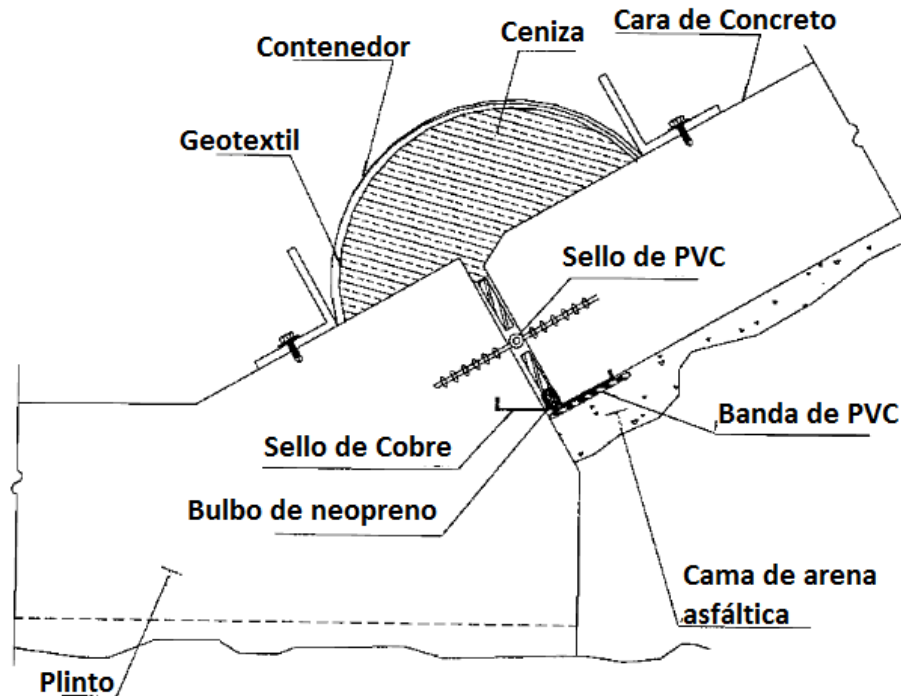 Cara de Concreto
Ceniza
Contenedor
Geotextil
Sello de PVC
Banda de PVC
Sello de Cobre
Bulbo de neopreno
Cama de arena
asfáltica
Plinto